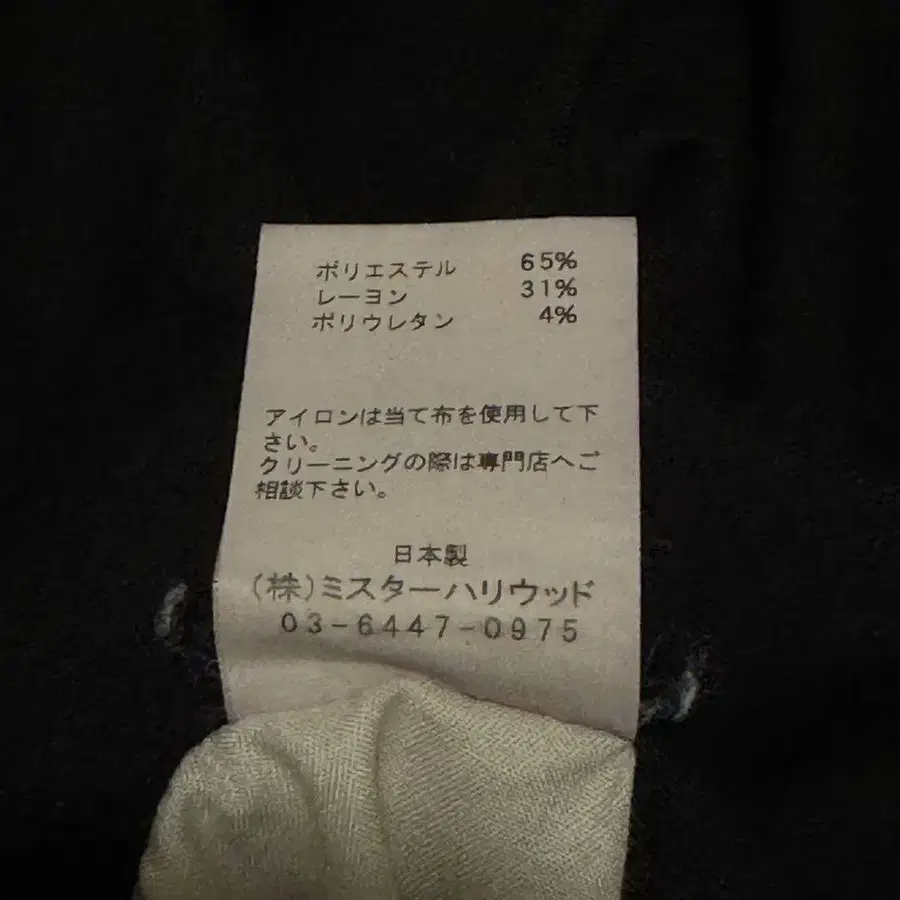 ポリエステル 65%
レーヨン 31%
ポリウレタン 4%
アイロンは当て布を使用して下
さい。
クリーニングの際は専門店へご
相談下さい。
日本製
(株)ミスターハリウッド
03-6447-0975